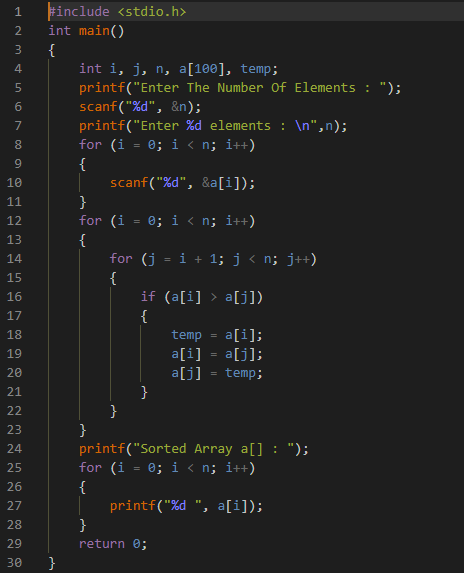 1 #include <stdio.h>
2 int main()
3 {
4     int i, j, n, a[100], temp;
5     printf("Enter The Number Of Elements : ");
6     scanf("%d", &n);
7     printf("Enter %d elements : \n",n);
8     for (i = 0; i < n; i++)
9     {
10         scanf("%d", &a[i]);
11     }
12     for (i = 0; i < n; i++)
13     {
14         for (j = i + 1; j < n; j++)
15         {
16             if (a[i] > a[j])
17             {
18                 temp = a[i];
19                 a[i] = a[j];
20                 a[j] = temp;
21             }
22         }
23     }
24     printf("Sorted Array a[] : ");
25     for (i = 0; i < n; i++)
26     {
27         printf("%d ", a[i]);
28     }
29     return 0;
30 }